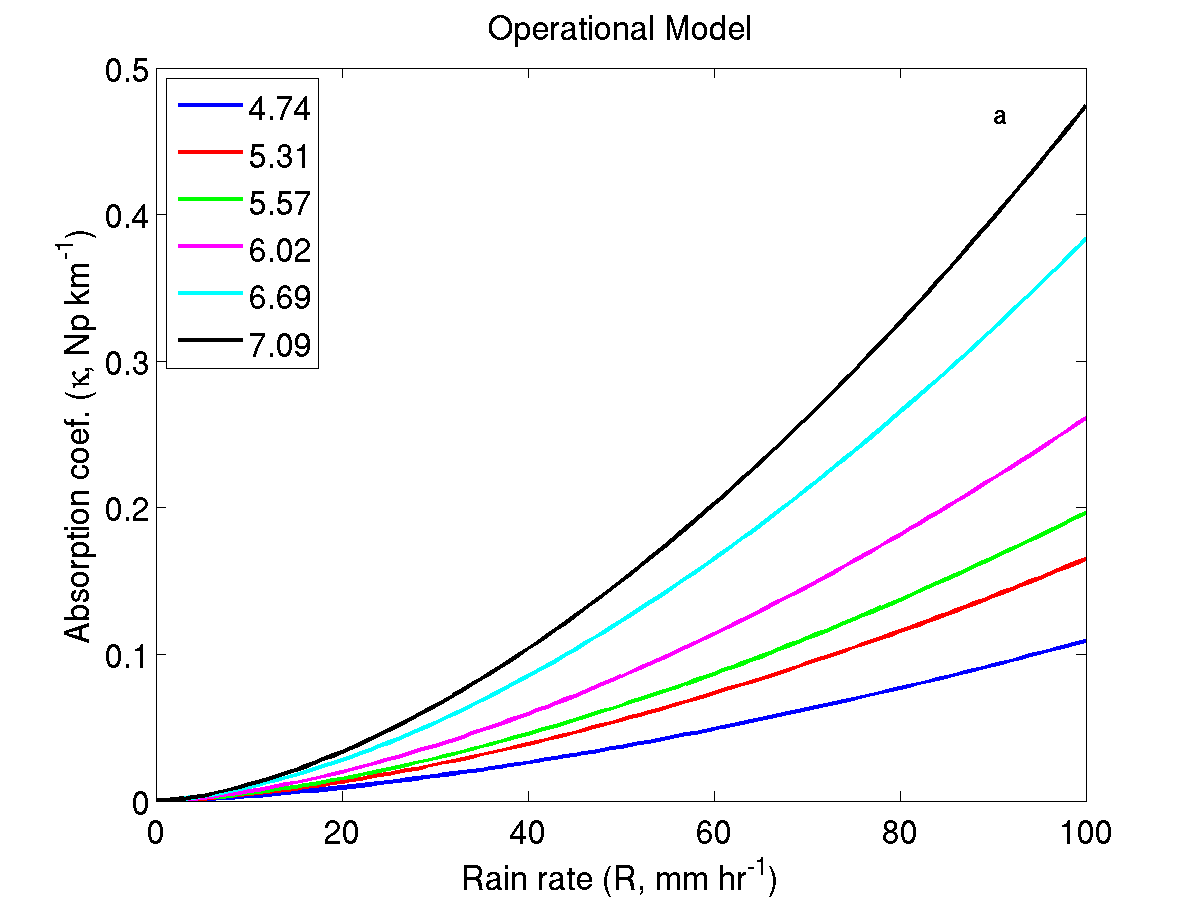 Operational Model
a
4.74
5.31
5.57
6.02
6.69
7.09
0.5
0.4
0.3
0.2
0.1
0
Absorption coef. (κ, Np km⁻¹)
0 20 40 60 80 100
Rain rate (R, mm hr⁻¹)